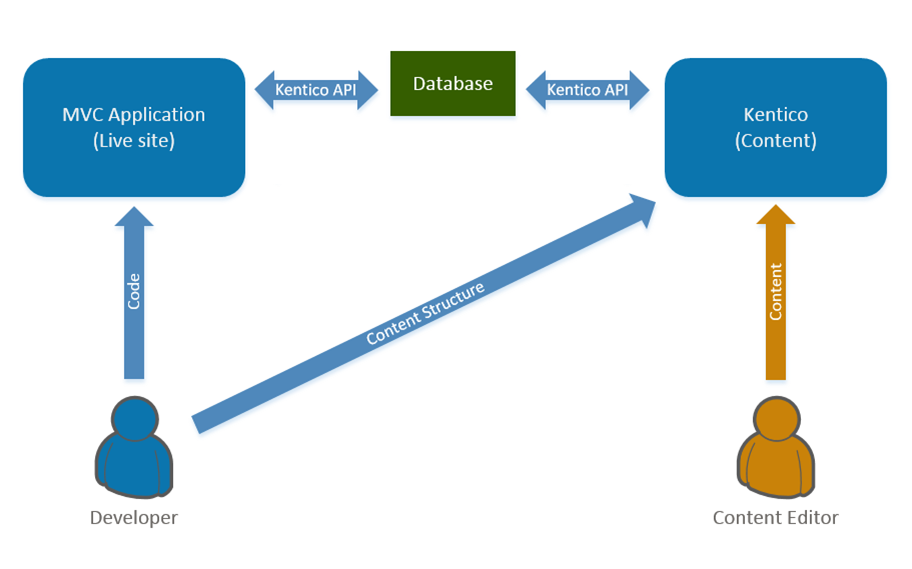 MVC Application
(Live site)
Kentico API
Database
Kentico API
Kentico
(Content)
Code
Content Structure
Content
Developer
Content Editor